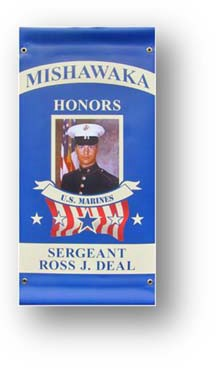 MISHAWAKA
HONORS
U.S. MARINES
SERGEANT
ROSS J. DEAL